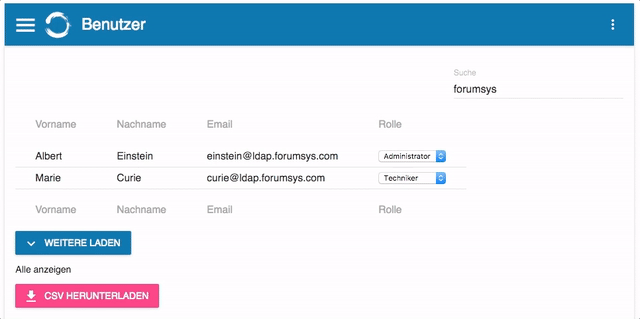 Benutzer
Suche
forumsys
Vorname Nachname Email Rolle
Albert Einstein einstein@ldap.forumsys.com Administrator
Marie Curie curie@ldap.forumsys.com Techniker
Vorname Nachname Email Rolle
WEITERE LADEN
Alle anzeigen
CSV HERUNTERLADEN